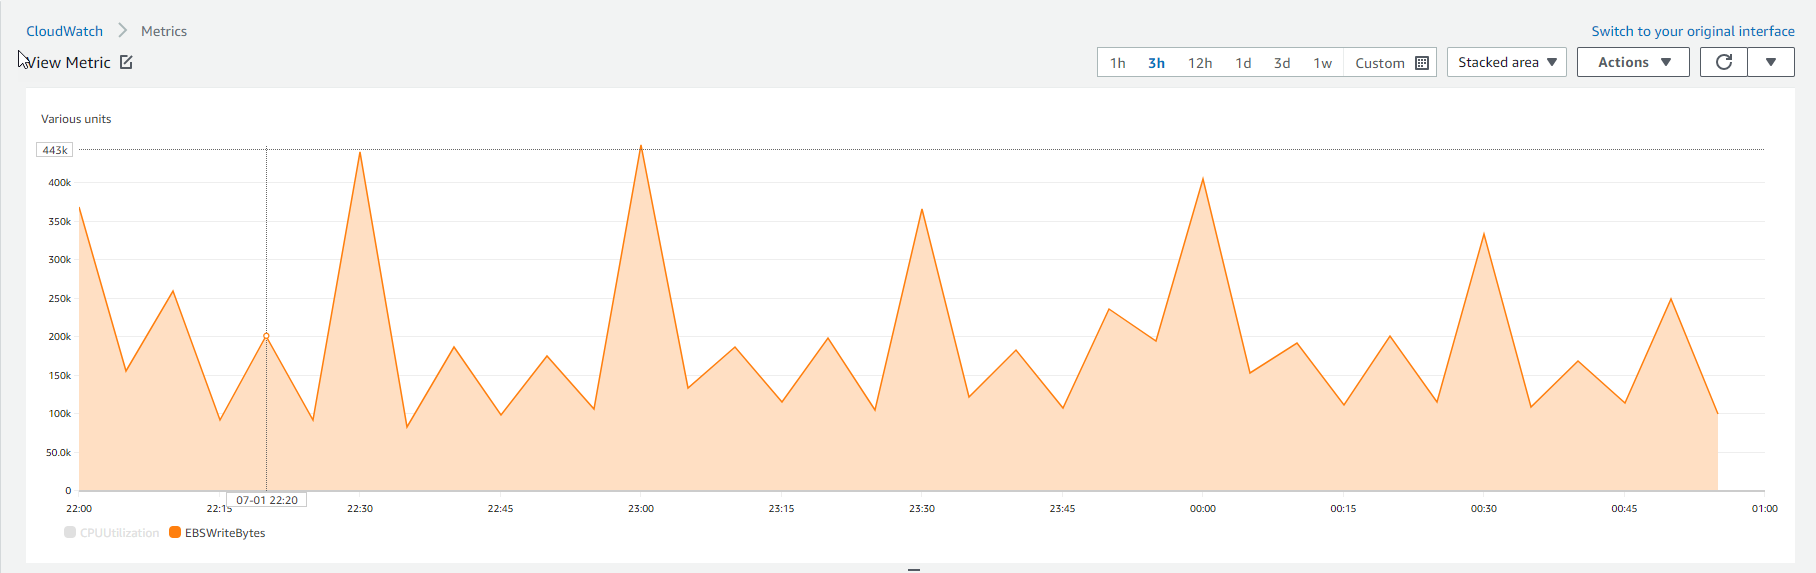 CloudWatch Metrics Switch to your original interface
View Metric 1h 3h 12h 1d 3d 1w Custom Stacked area Actions
Various units
443k
400k
350k
300k
250k
200k
150k
100k
50.0k
0
07-01 22:20
22:00 22:15 22:30 22:45 23:00 23:15 23:30 23:45 00:00 00:15 00:30 00:45 01:00
CPUUtilization EBSWriteBytes